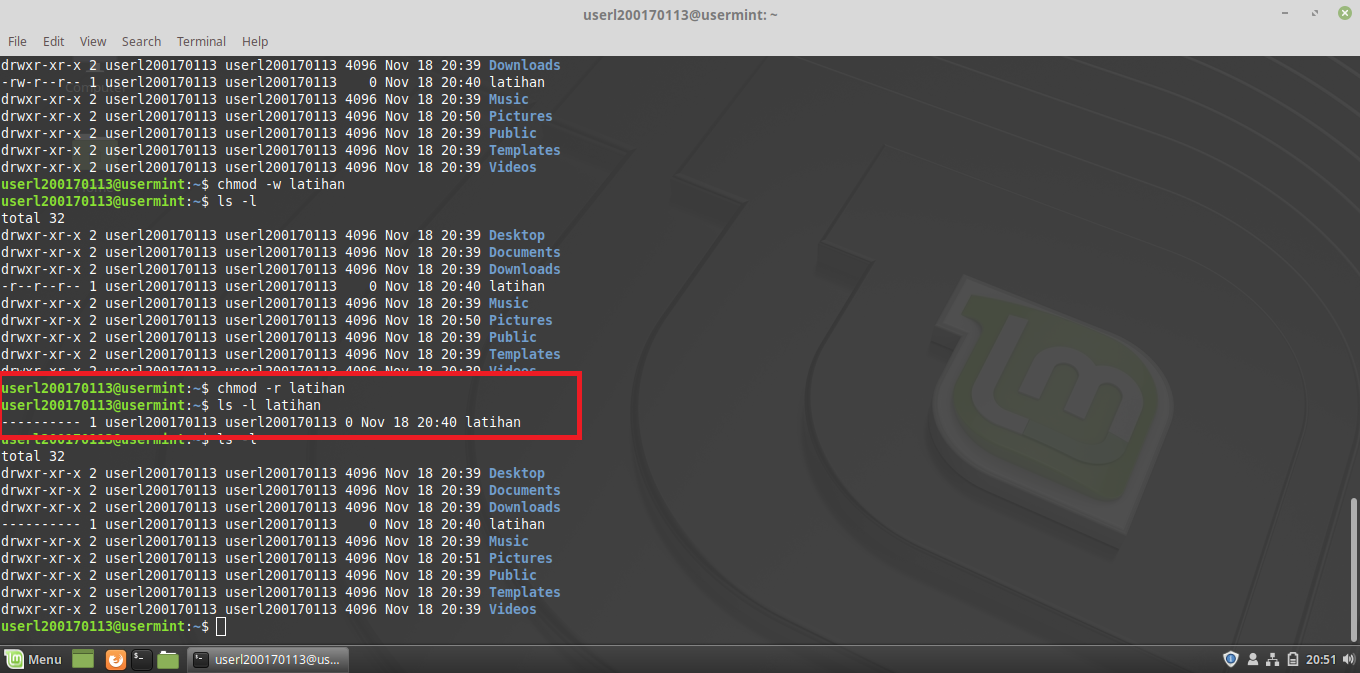 userl200170113@usermint: ~
File Edit View Search Terminal Help
drwxr-xr-x 2 userl200170113 userl200170113 4096 Nov 18 20:39 Downloads
-rw-r--r-- 1 userl200170113 userl200170113    0 Nov 18 20:40 latihan
drwxr-xr-x 2 userl200170113 userl200170113 4096 Nov 18 20:39 Music
drwxr-xr-x 2 userl200170113 userl200170113 4096 Nov 18 20:50 Pictures
drwxr-xr-x 2 userl200170113 userl200170113 4096 Nov 18 20:39 Public
drwxr-xr-x 2 userl200170113 userl200170113 4096 Nov 18 20:39 Templates
drwxr-xr-x 2 userl200170113 userl200170113 4096 Nov 18 20:39 Videos
userl200170113@usermint:~$ chmod -w latihan
userl200170113@usermint:~$ ls -l
total 32
drwxr-xr-x 2 userl200170113 userl200170113 4096 Nov 18 20:39 Desktop
drwxr-xr-x 2 userl200170113 userl200170113 4096 Nov 18 20:39 Documents
drwxr-xr-x 2 userl200170113 userl200170113 4096 Nov 18 20:39 Downloads
-r--r--r-- 1 userl200170113 userl200170113    0 Nov 18 20:40 latihan
drwxr-xr-x 2 userl200170113 userl200170113 4096 Nov 18 20:39 Music
drwxr-xr-x 2 userl200170113 userl200170113 4096 Nov 18 20:50 Pictures
drwxr-xr-x 2 userl200170113 userl200170113 4096 Nov 18 20:39 Public
drwxr-xr-x 2 userl200170113 userl200170113 4096 Nov 18 20:39 Templates
drwxr-xr-x 2 userl200170113 userl200170113 4096 Nov 18 20:39 Videos
userl200170113@usermint:~$ chmod -r latihan
userl200170113@usermint:~$ ls -l latihan
---------- 1 userl200170113 userl200170113 0 Nov 18 20:40 latihan
userl200170113@usermint:~$ ls -l
total 32
drwxr-xr-x 2 userl200170113 userl200170113 4096 Nov 18 20:39 Desktop
drwxr-xr-x 2 userl200170113 userl200170113 4096 Nov 18 20:39 Documents
drwxr-xr-x 2 userl200170113 userl200170113 4096 Nov 18 20:39 Downloads
---------- 1 userl200170113 userl200170113    0 Nov 18 20:40 latihan
drwxr-xr-x 2 userl200170113 userl200170113 4096 Nov 18 20:39 Music
drwxr-xr-x 2 userl200170113 userl200170113 4096 Nov 18 20:51 Pictures
drwxr-xr-x 2 userl200170113 userl200170113 4096 Nov 18 20:39 Public
drwxr-xr-x 2 userl200170113 userl200170113 4096 Nov 18 20:39 Templates
drwxr-xr-x 2 userl200170113 userl200170113 4096 Nov 18 20:39 Videos
userl200170113@usermint:~$
Menu userl200170113@us... 20:51